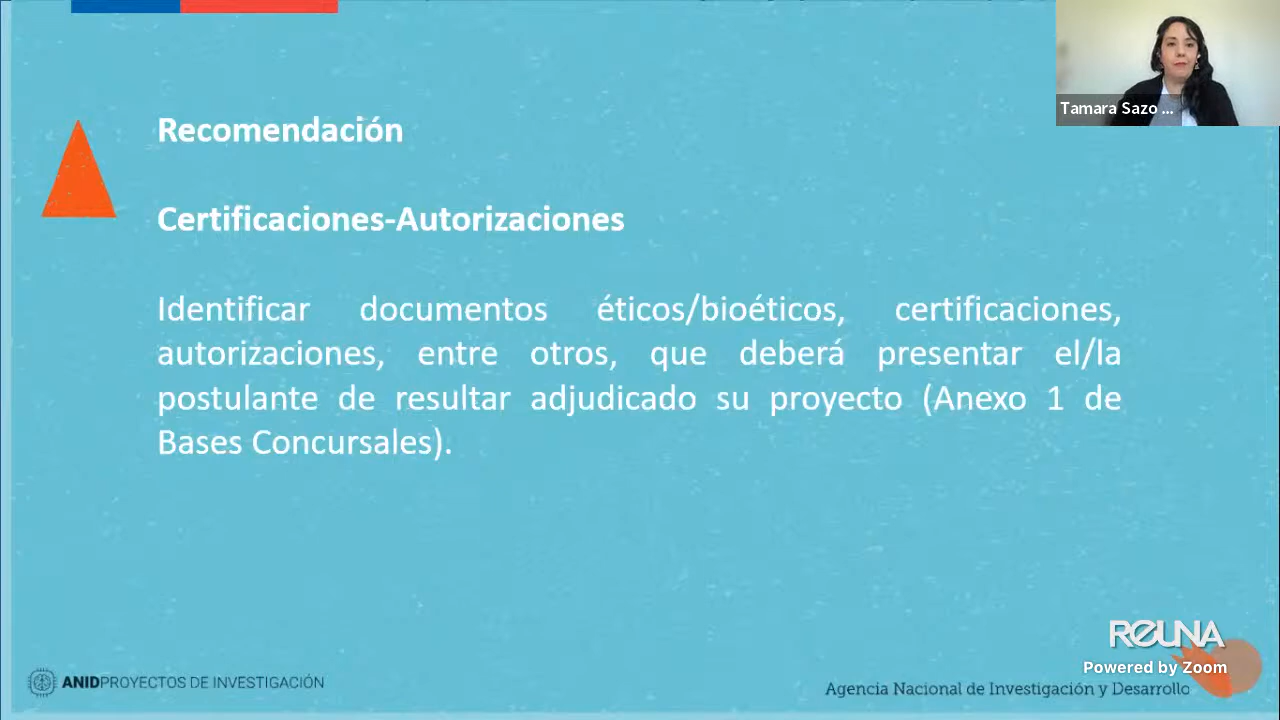 Tamara Sazo ...
Recomendación
Certificaciones-Autorizaciones
Identificar documentos éticos/bioéticos, certificaciones,
autorizaciones, entre otros, que deberá presentar el/la
postulante de resultar adjudicado su proyecto (Anexo 1 de
Bases Concursales).
REUNA
Powered by Zoom
ANIDPROYECTOS DE INVESTIGACIÓN
Agencia Nacional de Investigación y Desarrollo